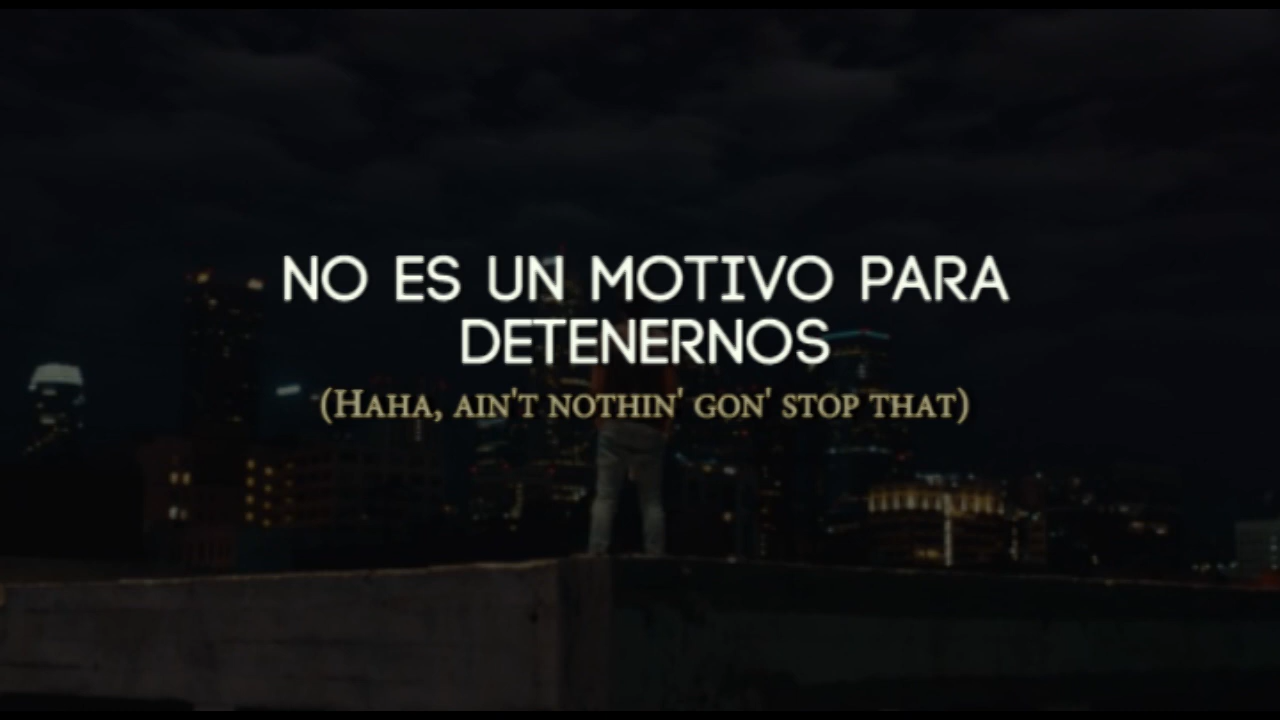 NO ES UN MOTIVO PARA
DETENERNOS
(Haha, ain't nothin' gon' stop that)